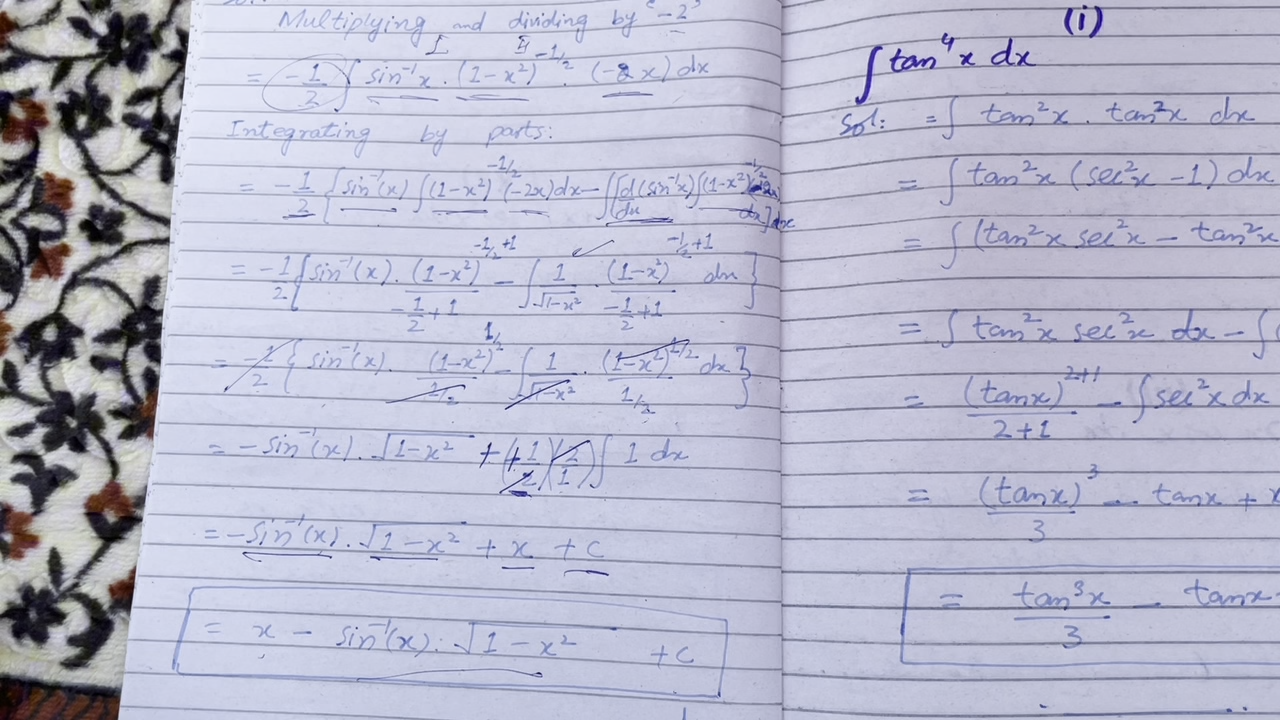 Multiplying and dividing by "-2"
I II
= -1/2 ∫ sin⁻¹x . (1-x²)^(-1/2) . (-2x) dx
Integrating by parts:
= -1/2 { sin⁻¹(x) ∫ (1-x²)^(-1/2) (-2x) dx - ∫ [d(sin⁻¹x)/dx ∫ (1-x²)^(-1/2) dx] dx
= -1/2 { sin⁻¹(x) . (1-x²)^(-1/2+1) / (-1/2+1) - ∫ 1/√(1-x²) . (1-x²)^(-1/2+1) / (-1/2+1) dx }
= -1/2 { sin⁻¹(x) . (1-x²)^(1/2) / (1/2) - ∫ 1/√(1-x²) . (1-x²)^(1/2) / (1/2) dx }
= - sin⁻¹(x) . √(1-x²) + (+1/2)(2/1) ∫ 1 dx
= - sin⁻¹(x) . √(1-x²) + x + c
= x - sin⁻¹(x) . √(1-x²) + c
(i)
∫ tan⁴x dx
Sol: = ∫ tan²x . tan²x dx
= ∫ tan²x (sec²x - 1) dx
= ∫ (tan²x sec²x - tan²x
= ∫ tan²x sec²x dx - ∫
= (tanx)^(2+1) / (2+1) - ∫ sec²x dx
= (tanx)³ / 3 - tanx + x
= tan³x / 3 - tanx